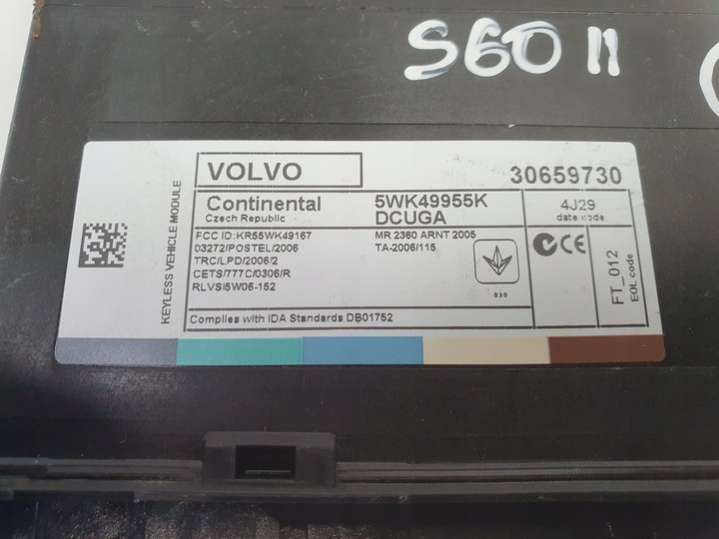 S60 II
VOLVO
30659730
Continental
Czech Republic
5WK49955K
DCUGA
4J29
date code
FCC ID:KR55WK49167
03272/POSTEL/2006
TRC/LPD/2006/2
CETS/777C/0306/R
RLVSI5W06-152
MR 2360 ARNT 2005
TA-2006/115
030
CE
FT_012
EOL code
KEYLESS VEHICLE MODULE
Complies with IDA Standards DB01752